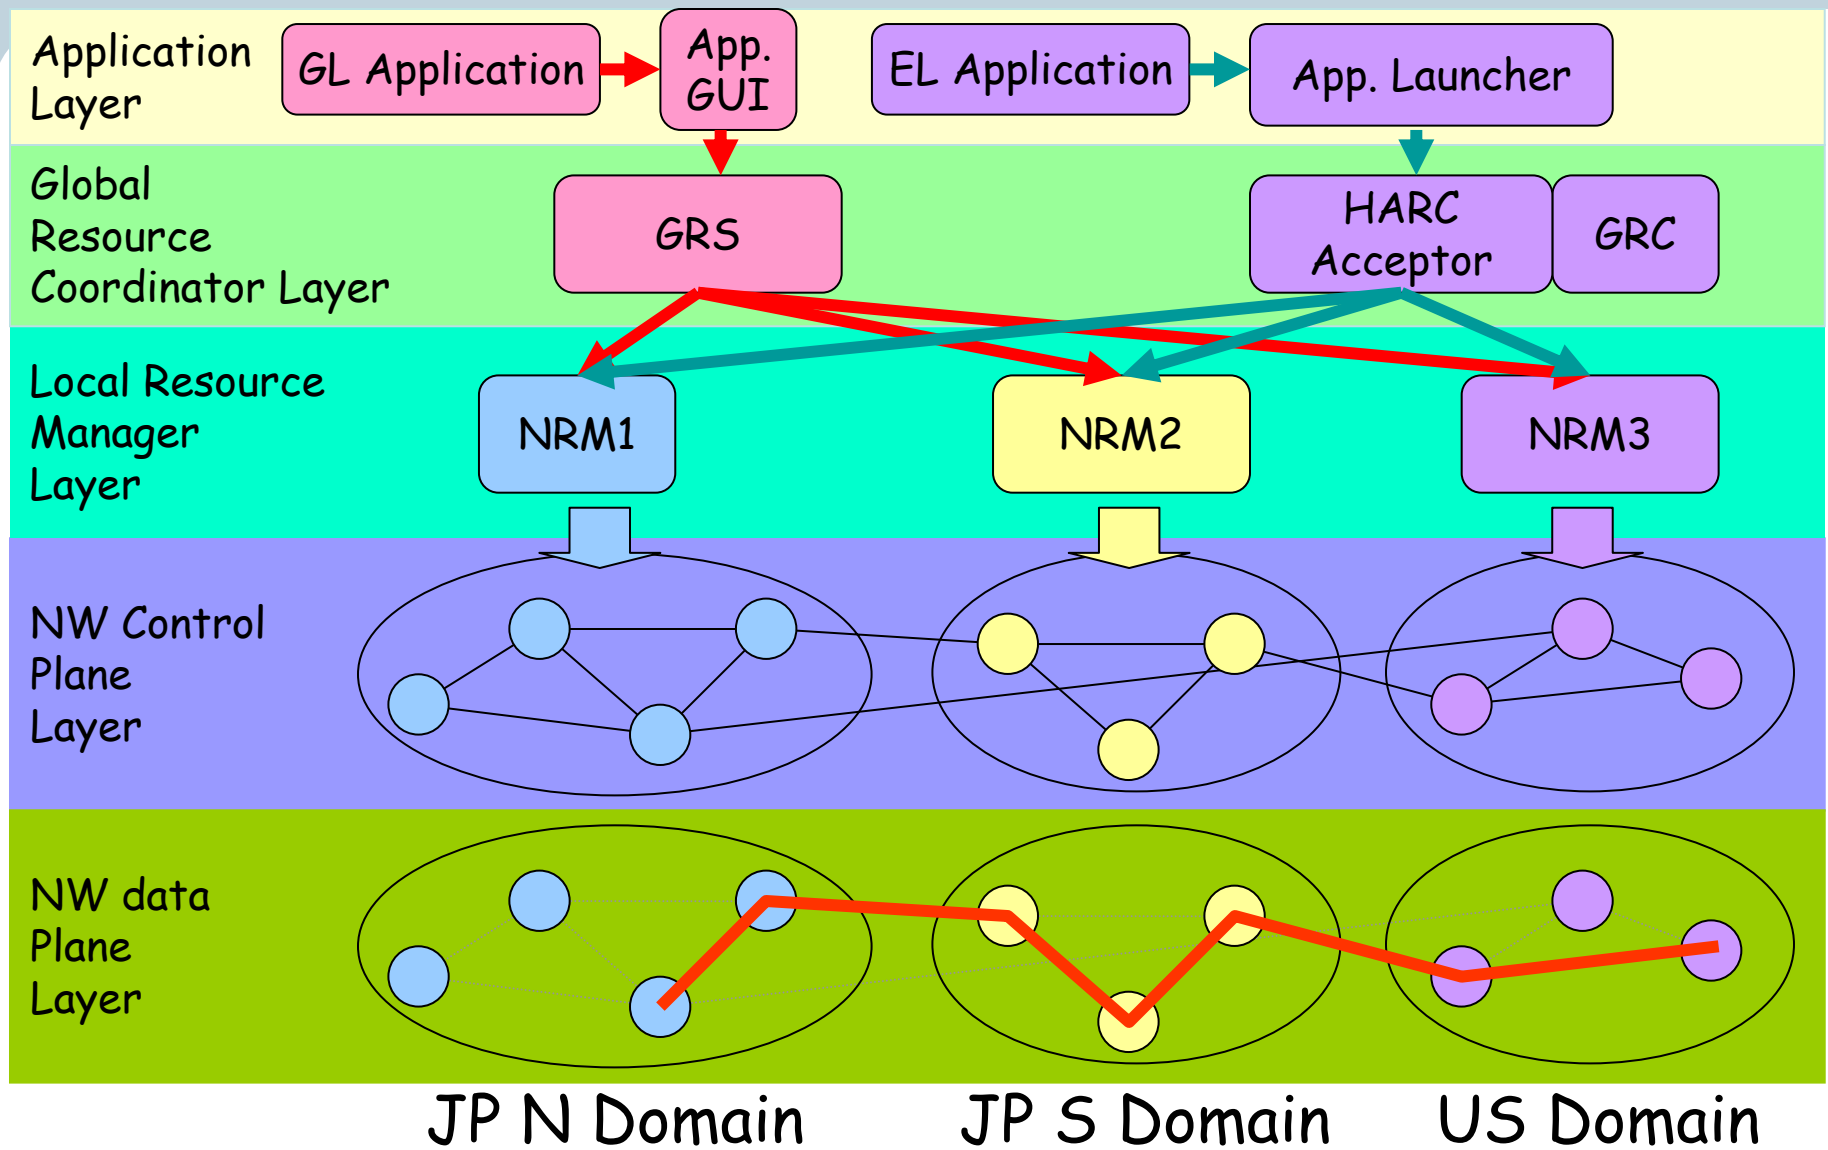 Application
Layer
GL Application
App.
GUI
EL Application
App. Launcher
Global
Resource
Coordinator Layer
GRS
HARC
Acceptor
GRC
Local Resource
Manager
Layer
NRM1
NRM2
NRM3
NW Control
Plane
Layer
NW data
Plane
Layer
JP N Domain
JP S Domain
US Domain